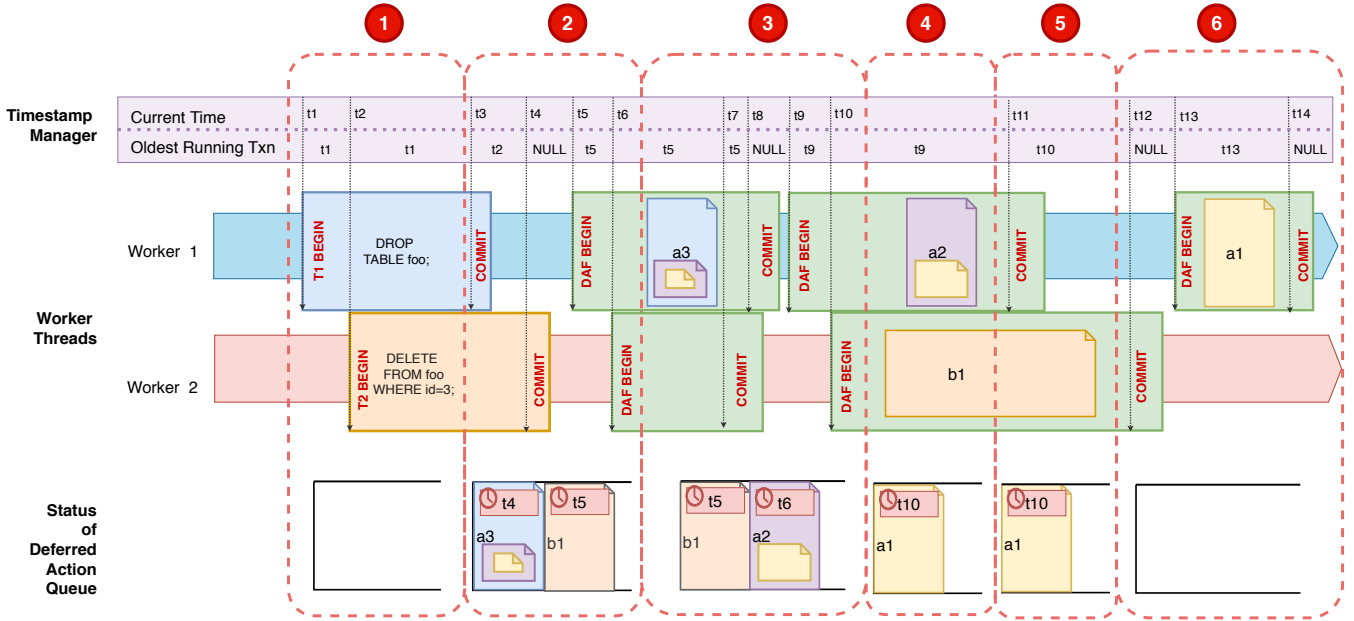 1 2 3 4 5 6
Timestamp
Manager
Current Time
t1 t2 t3 t4 t5 t6 t7 t8 t9 t10 t11 t12 t13 t14
Oldest Running Txn
t1 t1 t2 NULL t5 t5 t5 NULL t9 t9 t10 NULL t13 NULL
Worker
Threads
Worker 1
T1 BEGIN
DROP
TABLE foo;
COMMIT
DAF BEGIN
a3
COMMIT
DAF BEGIN
a2
COMMIT
DAF BEGIN
a1
COMMIT
Worker 2
T2 BEGIN
DELETE
FROM foo
WHERE id=3;
COMMIT
DAF BEGIN
COMMIT
DAF BEGIN
b1
COMMIT
Status
of
Deferred
Action
Queue
t4
a3
t5
b1
t5
b1
t6
a2
t10
a1
t10
a1